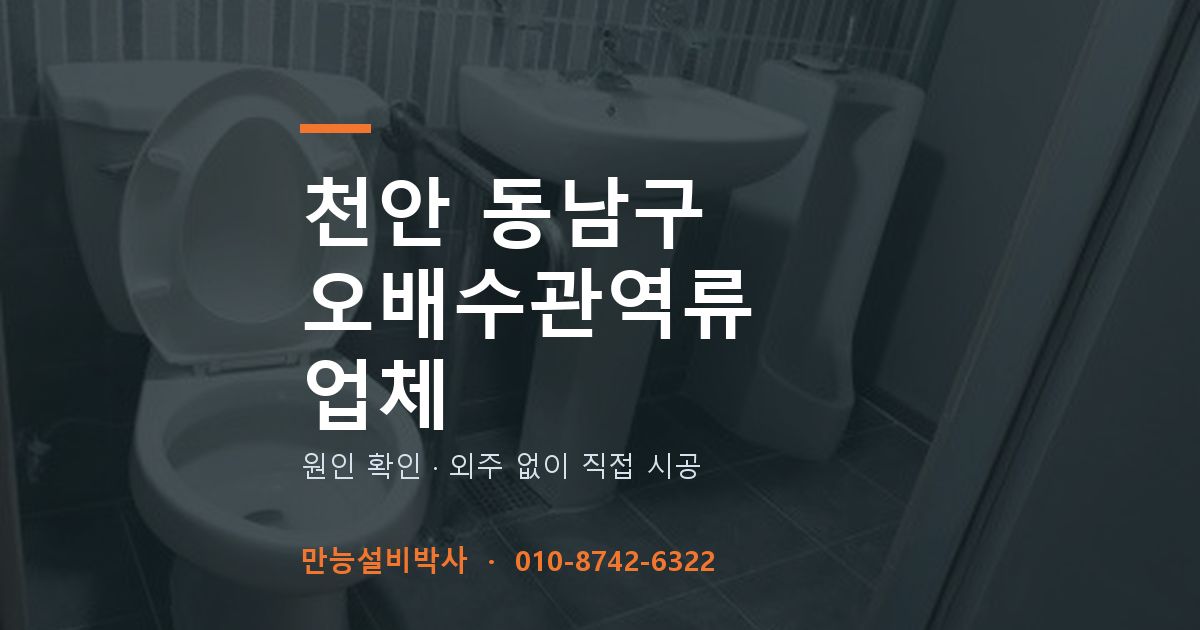 천안 동남구
오배수관역류
업체
원인 확인 · 외주 없이 직접 시공
만능설비박사 · 010-8742-6322